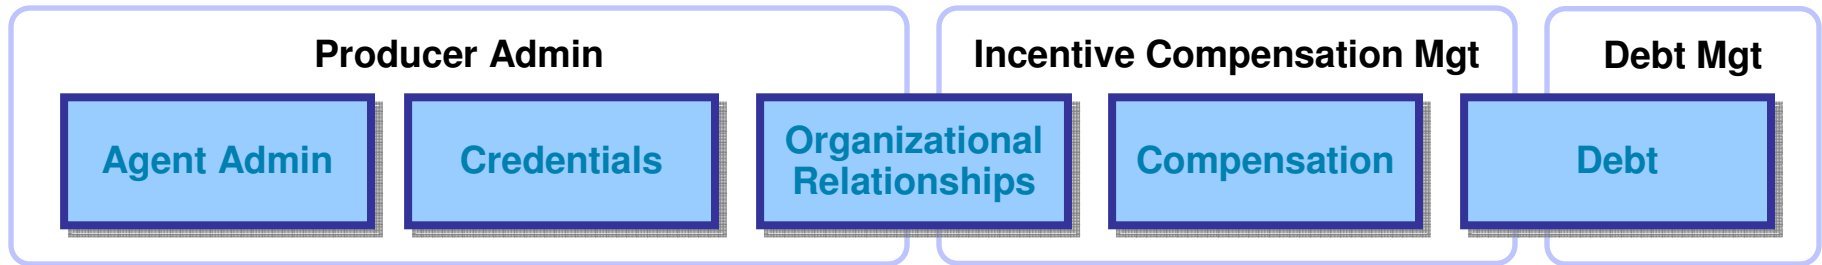 Producer Admin
Incentive Compensation Mgt
Debt Mgt
Agent Admin
Credentials
Organizational
Relationships
Compensation
Debt